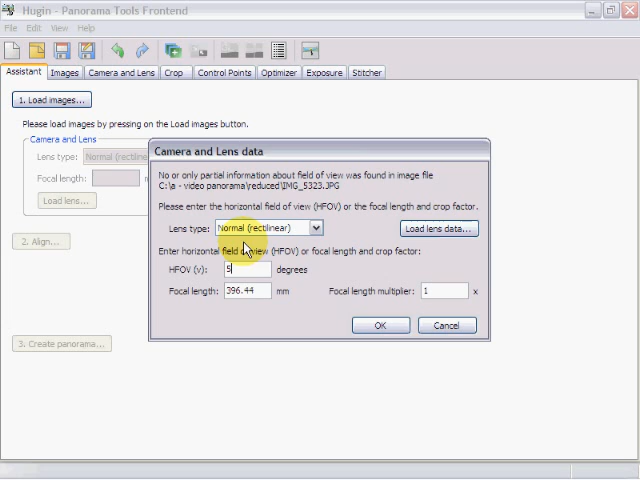 Hugin - Panorama Tools Frontend
File Edit View Help
Assistant Images Camera and Lens Crop Control Points Optimizer Exposure Stitcher
1. Load images...
Please load images by pressing on the Load images button.
Camera and Lens
Lens type: Normal (rectiline
Focal length:
Load lens...
2. Align...
3. Create panorama...
Camera and Lens data
No or only partial information about field of view was found in image file
C:\a - video panorama\reduced\IMG_5323.JPG
Please enter the horizontal field of view (HFOV) or the focal length and crop factor.
Lens type: Normal (rectilinear) Load lens data...
Enter horizontal field of view (HFOV) or focal length and crop factor:
HFOV (v): 5 degrees
Focal length: 396.44 mm Focal length multiplier: 1 x
OK Cancel